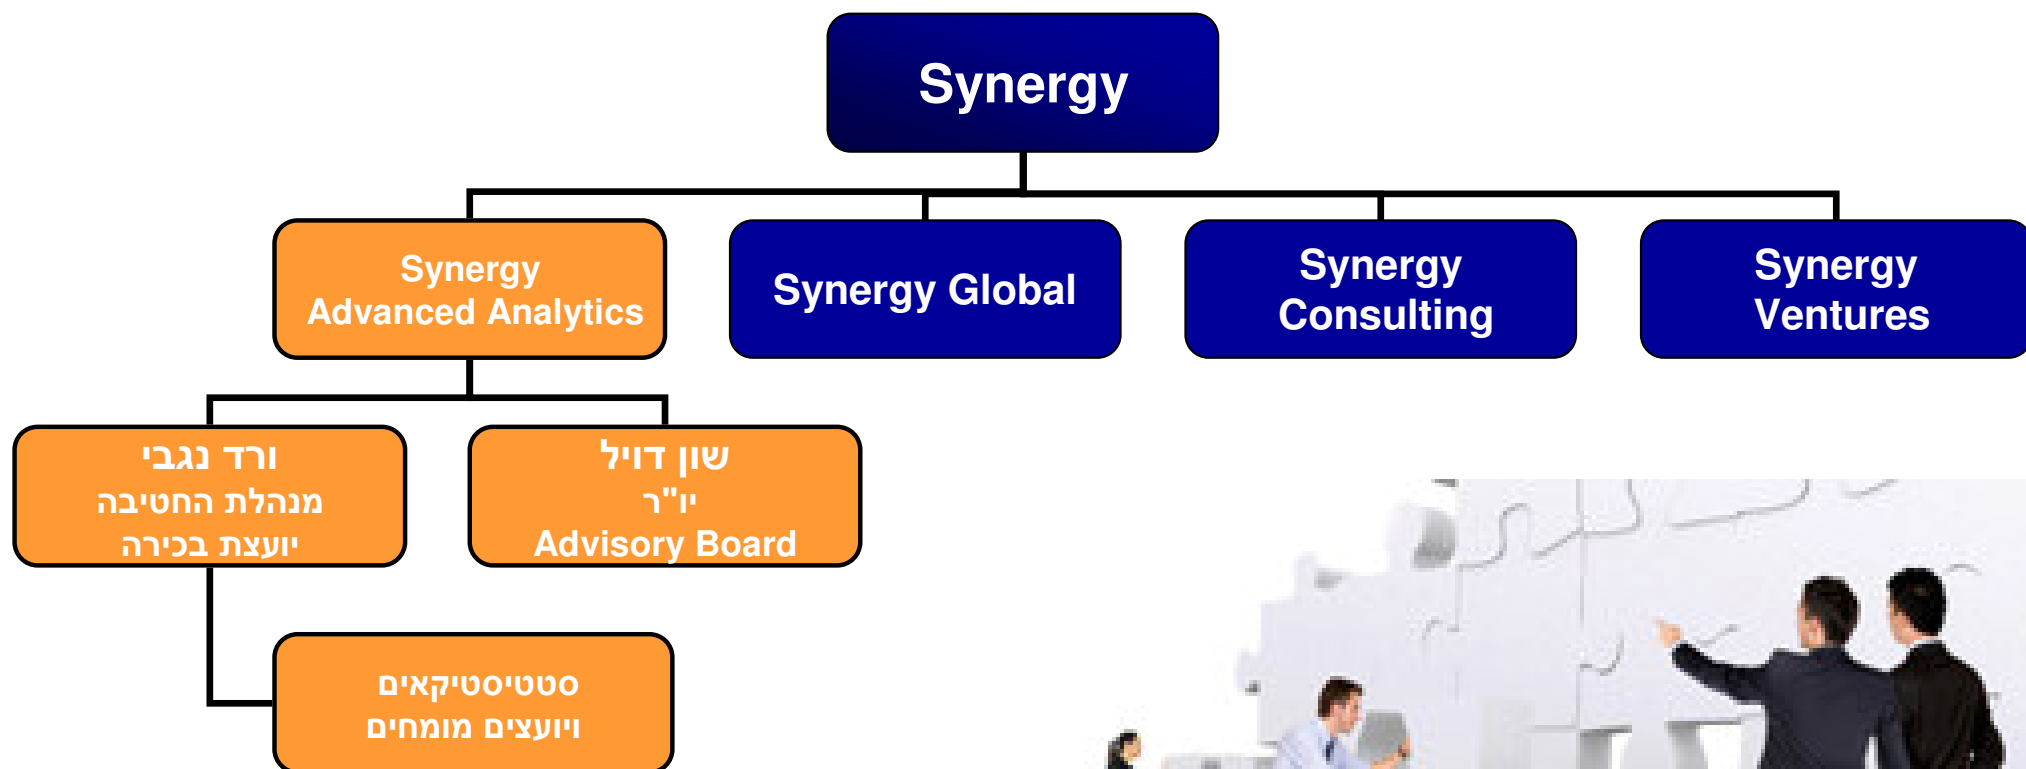 Synergy
Synergy
Advanced Analytics
Synergy Global
Synergy
Consulting
Synergy
Ventures
ורד נגבי
מנהלת החטיבה
יועצת בכירה
שון דויל
יו"ר
Advisory Board
סטטיסטיקאים
ויועצים מומחים